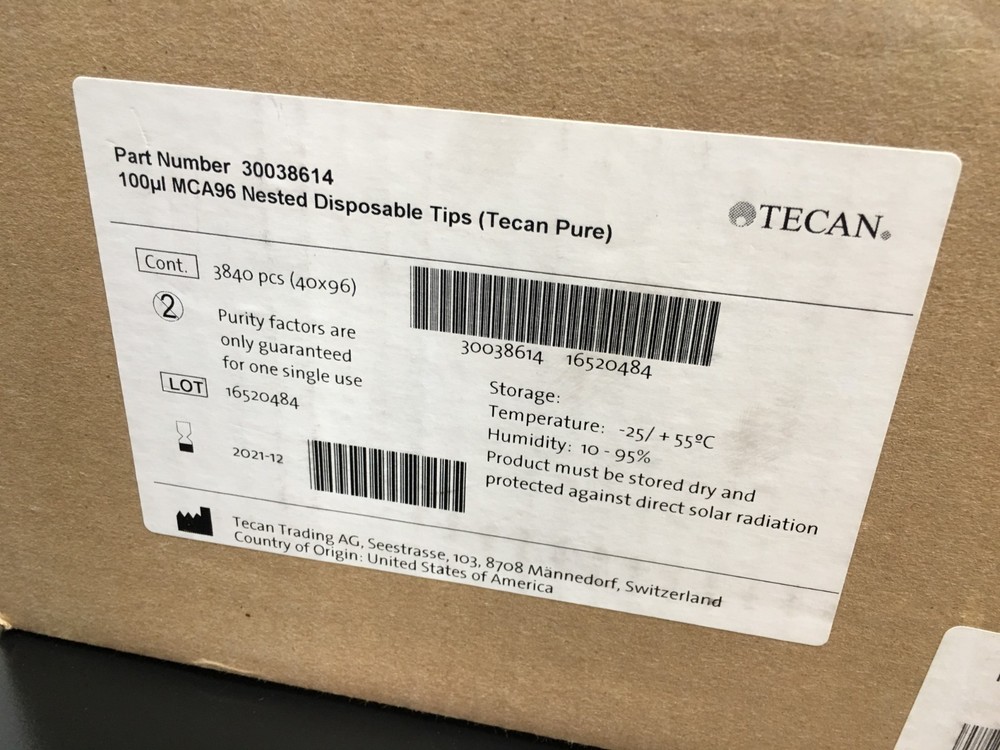 Part Number 30038614
100µl MCA96 Nested Disposable Tips (Tecan Pure)
TECAN.
Cont. 3840 pcs (40x96)
2 Purity factors are
only guaranteed
for one single use
30038614 16520484
LOT 16520484
2021-12
Storage:
Temperature: -25/ + 55ºC
Humidity: 10 - 95%
Product must be stored dry and
protected against direct solar radiation
Tecan Trading AG, Seestrasse, 103, 8708 Männedorf, Switzerland
Country of Origin: United States of America